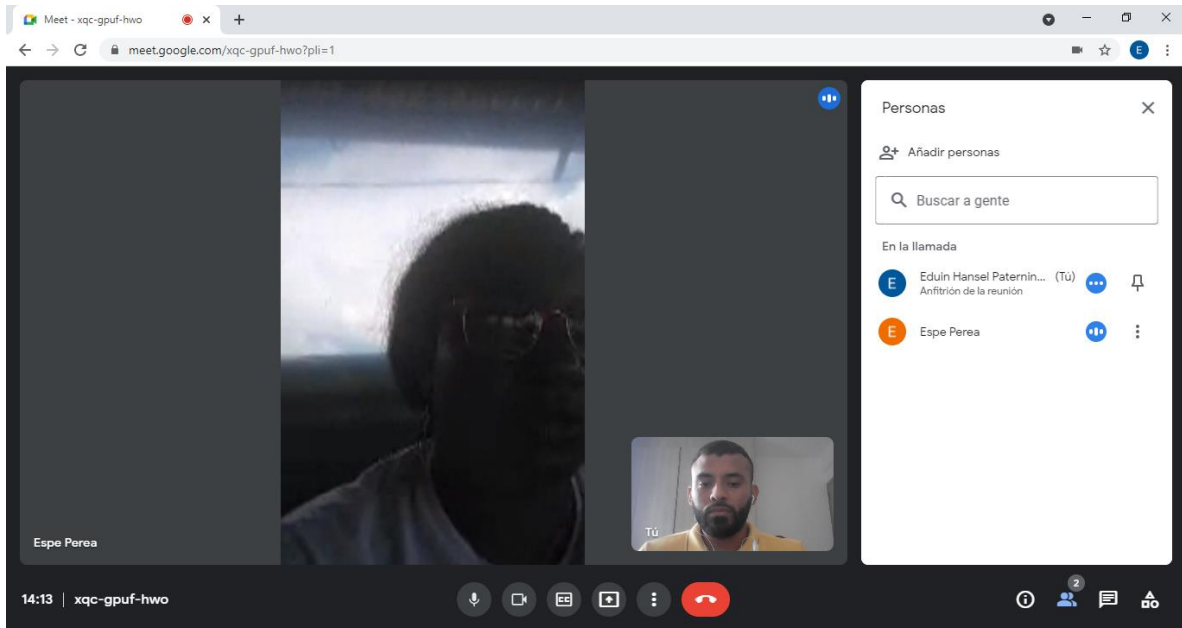 Meet - xqc-gpuf-hwo
meet.google.com/xqc-gpuf-hwo?pli=1
E
Personas
Añadir personas
Buscar a gente
En la llamada
E
Eduin Hansel Paternin... (Tú)
Anfitrión de la reunión
E
Espe Perea
Tú
Espe Perea
14:13 | xqc-gpuf-hwo
CC
2